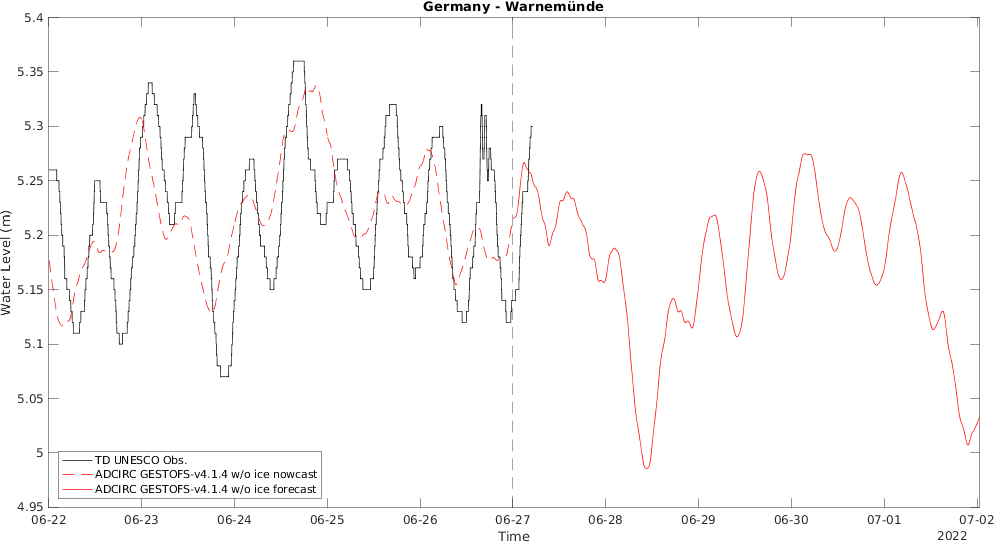 Germany - Warnemünde
5.4
5.35
5.3
5.25
5.2
5.15
5.1
5.05
5
4.95
Water Level (m)
TD UNESCO Obs.
ADCIRC GESTOFS-v4.1.4 w/o ice nowcast
ADCIRC GESTOFS-v4.1.4 w/o ice forecast
06-22 06-23 06-24 06-25 06-26 06-27 06-28 06-29 06-30 07-01 07-02
Time
2022